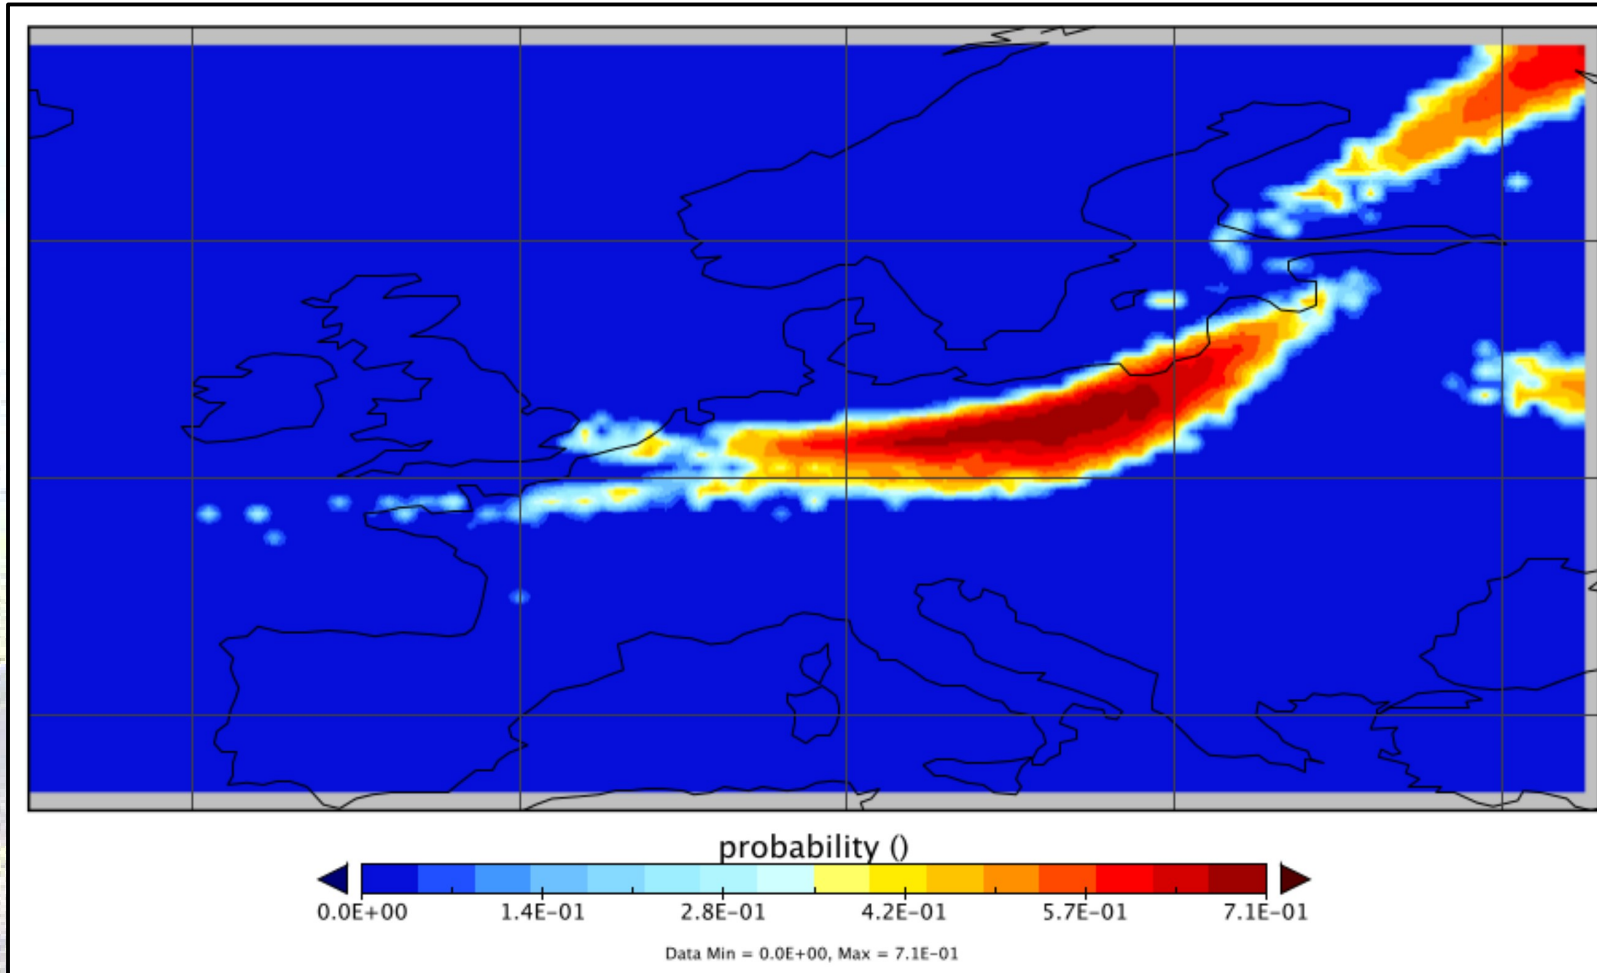 probability ()
0.0E+00 1.4E-01 2.8E-01 4.2E-01 5.7E-01 7.1E-01
Data Min = 0.0E+00, Max = 7.1E-01